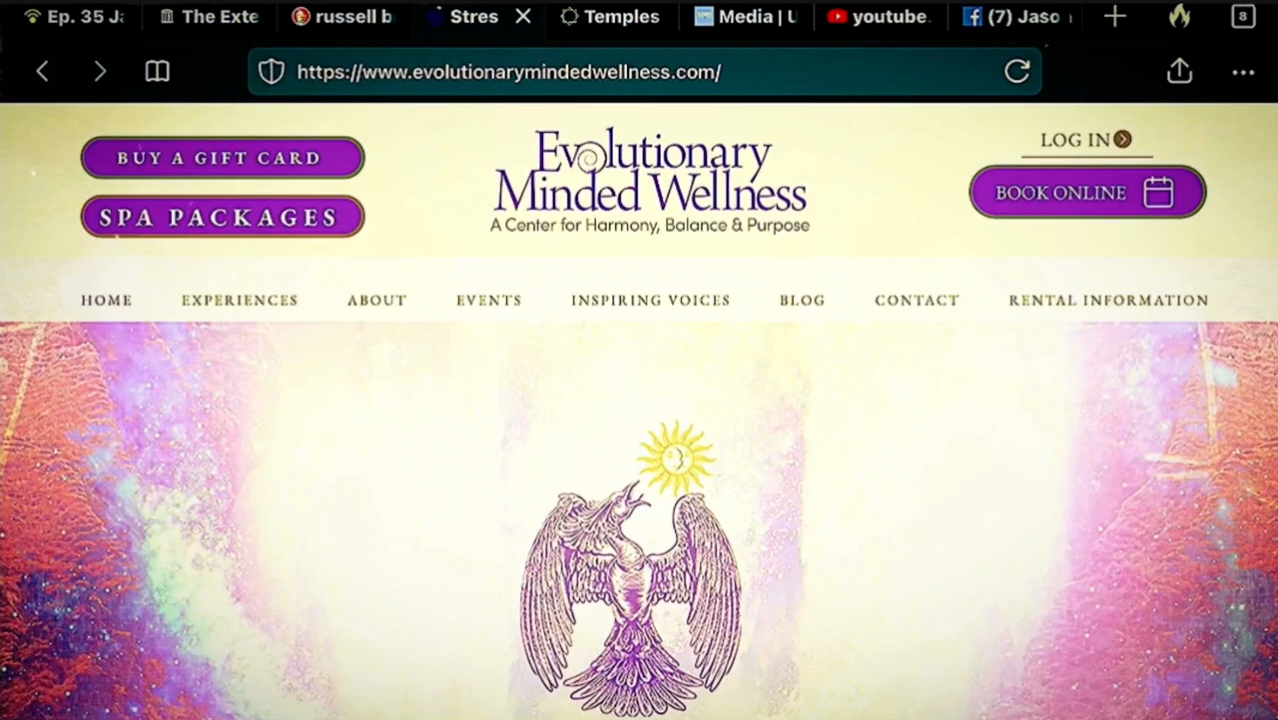 Ep. 35 Ja
The Exte
russell b
Stres
Temples
Media | U
youtube.
(7) Jaso
8
https://www.evolutionarymindedwellness.com/
BUY A GIFT CARD
SPA PACKAGES
Evolutionary
Minded Wellness
A Center for Harmony, Balance & Purpose
LOG IN
BOOK ONLINE
HOME
EXPERIENCES
ABOUT
EVENTS
INSPIRING VOICES
BLOG
CONTACT
RENTAL INFORMATION